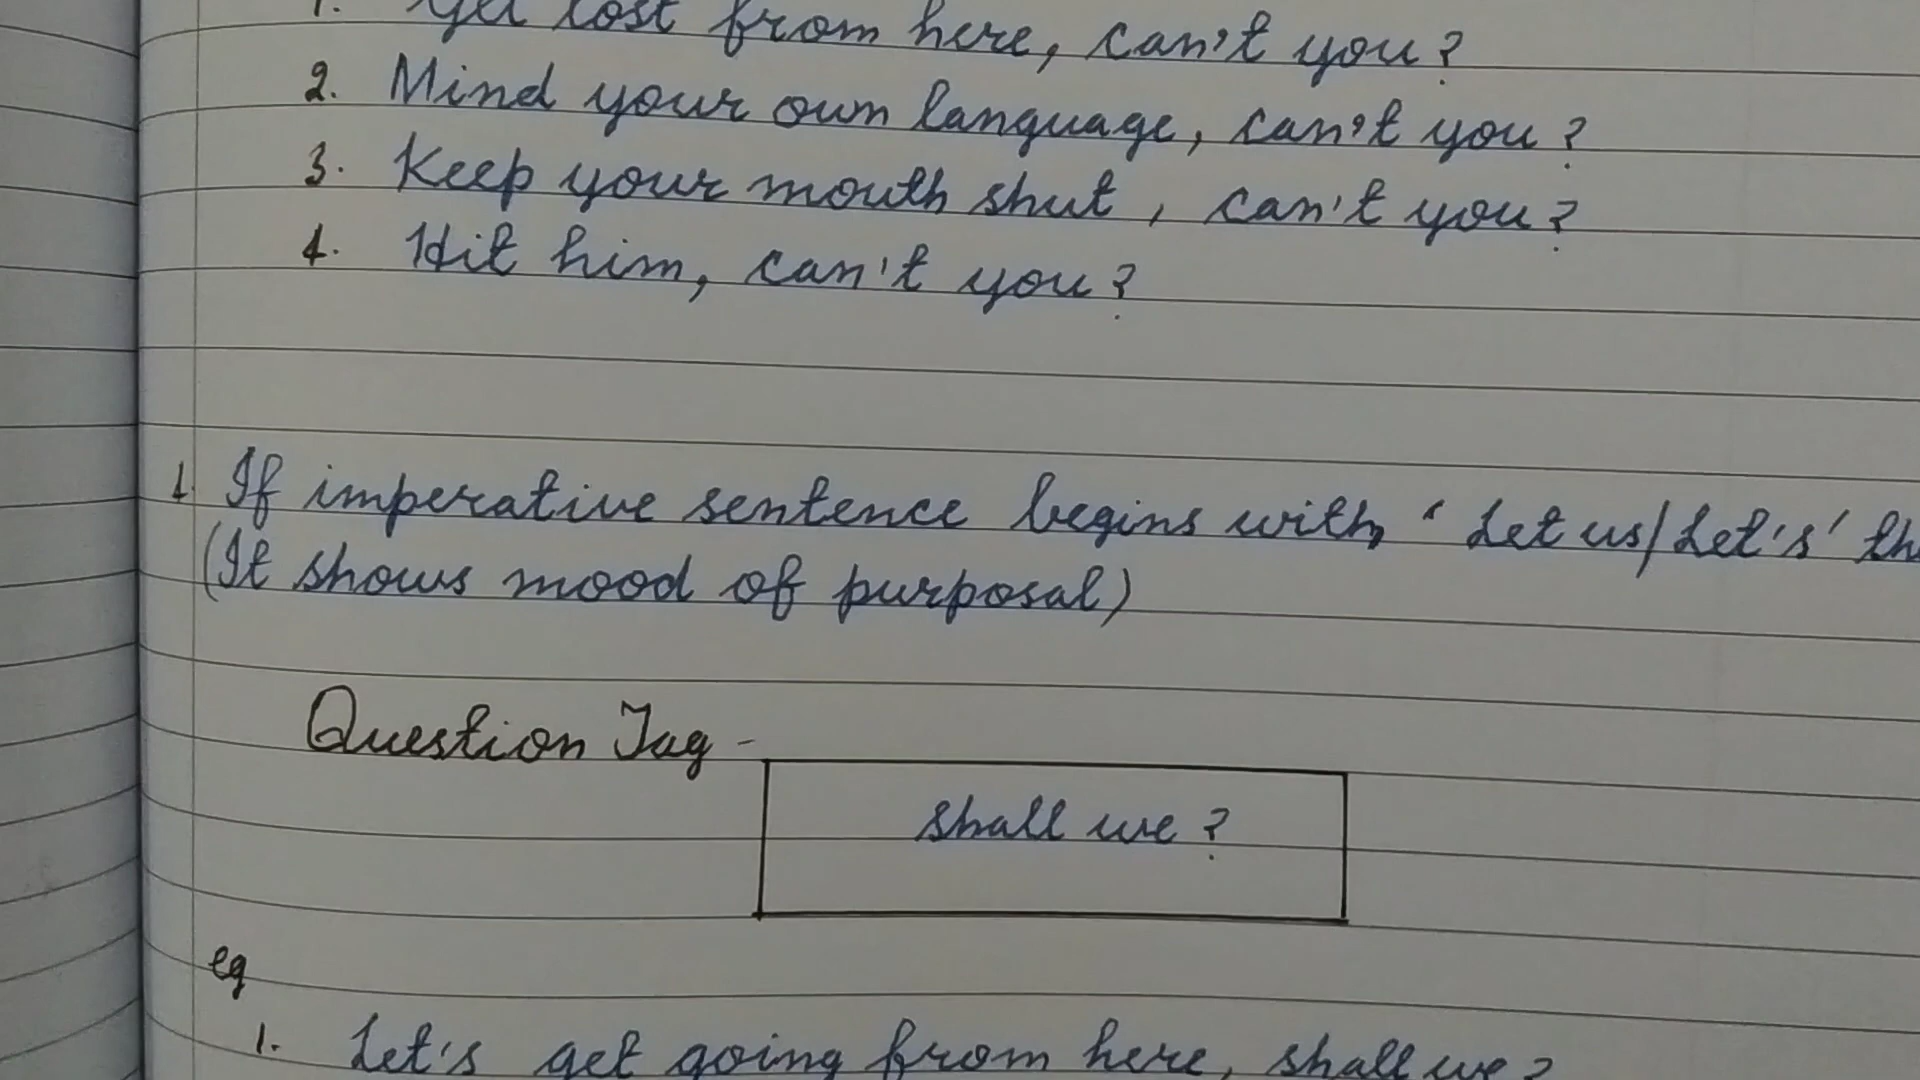 1. Get lost from here, can't you?
2. Mind your own language, can't you?
3. Keep your mouth shut, can't you?
4. Hit him, can't you?
1. If imperative sentence begins with 'Let us/Let's'
(It shows mood of purposal)
Question Tag -
shall we?
eg
1. Let's get going from here, shall we?